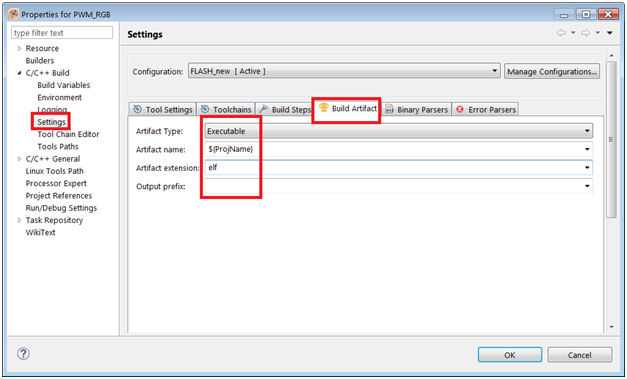 Properties for PWM_RGB
type filter text
Resource
Builders
C/C++ Build
Build Variables
Environment
Logging
Settings
Tool Chain Editor
Tools Paths
C/C++ General
Linux Tools Path
Processor Expert
Project References
Run/Debug Settings
Task Repository
WikiText
Settings
Configuration: FLASH_new [ Active ] Manage Configurations...
Tool Settings Toolchains Build Steps Build Artifact Binary Parsers Error Parsers
Artifact Type: Executable
Artifact name: ${ProjName}
Artifact extension: elf
Output prefix:
OK Cancel